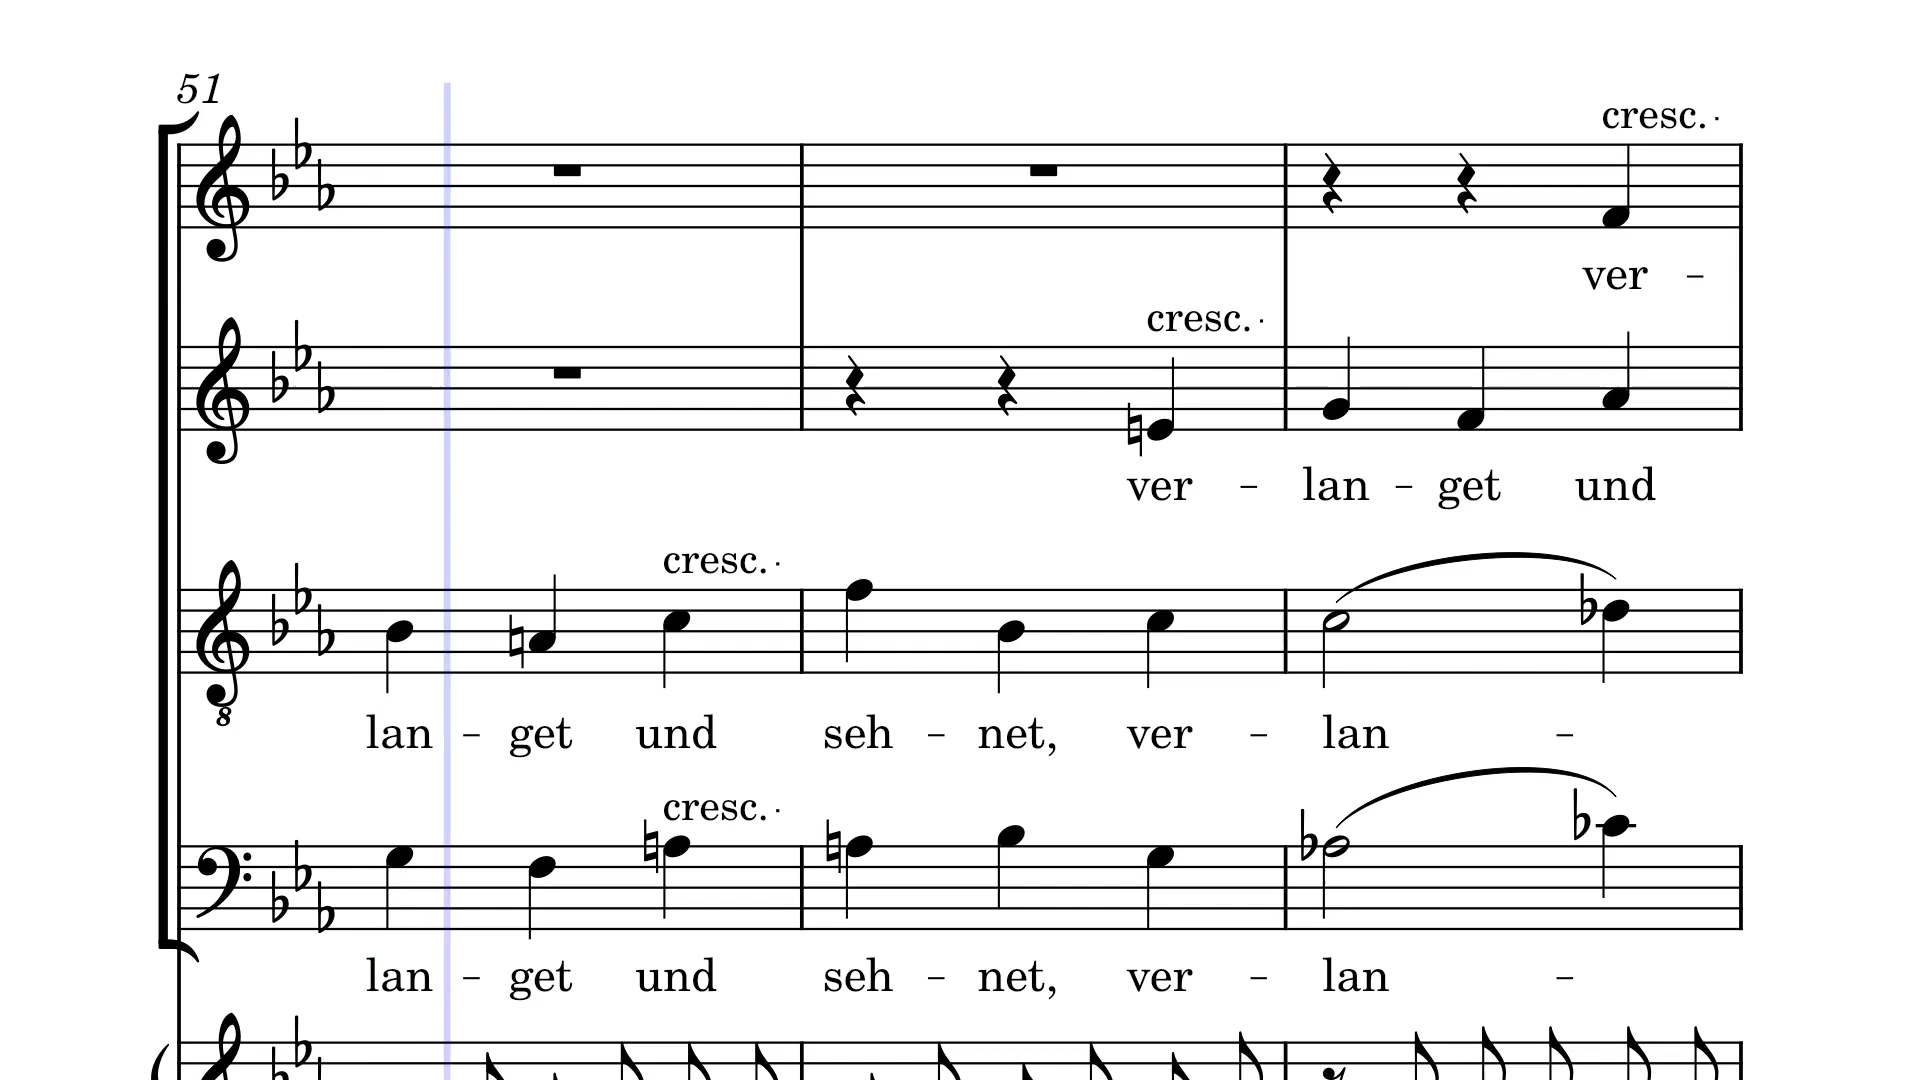 51
cresc.
ver -
cresc.
ver - lan - get und
cresc.
8
lan - get und seh - net, ver - lan -
cresc.
lan - get und seh - net, ver - lan -